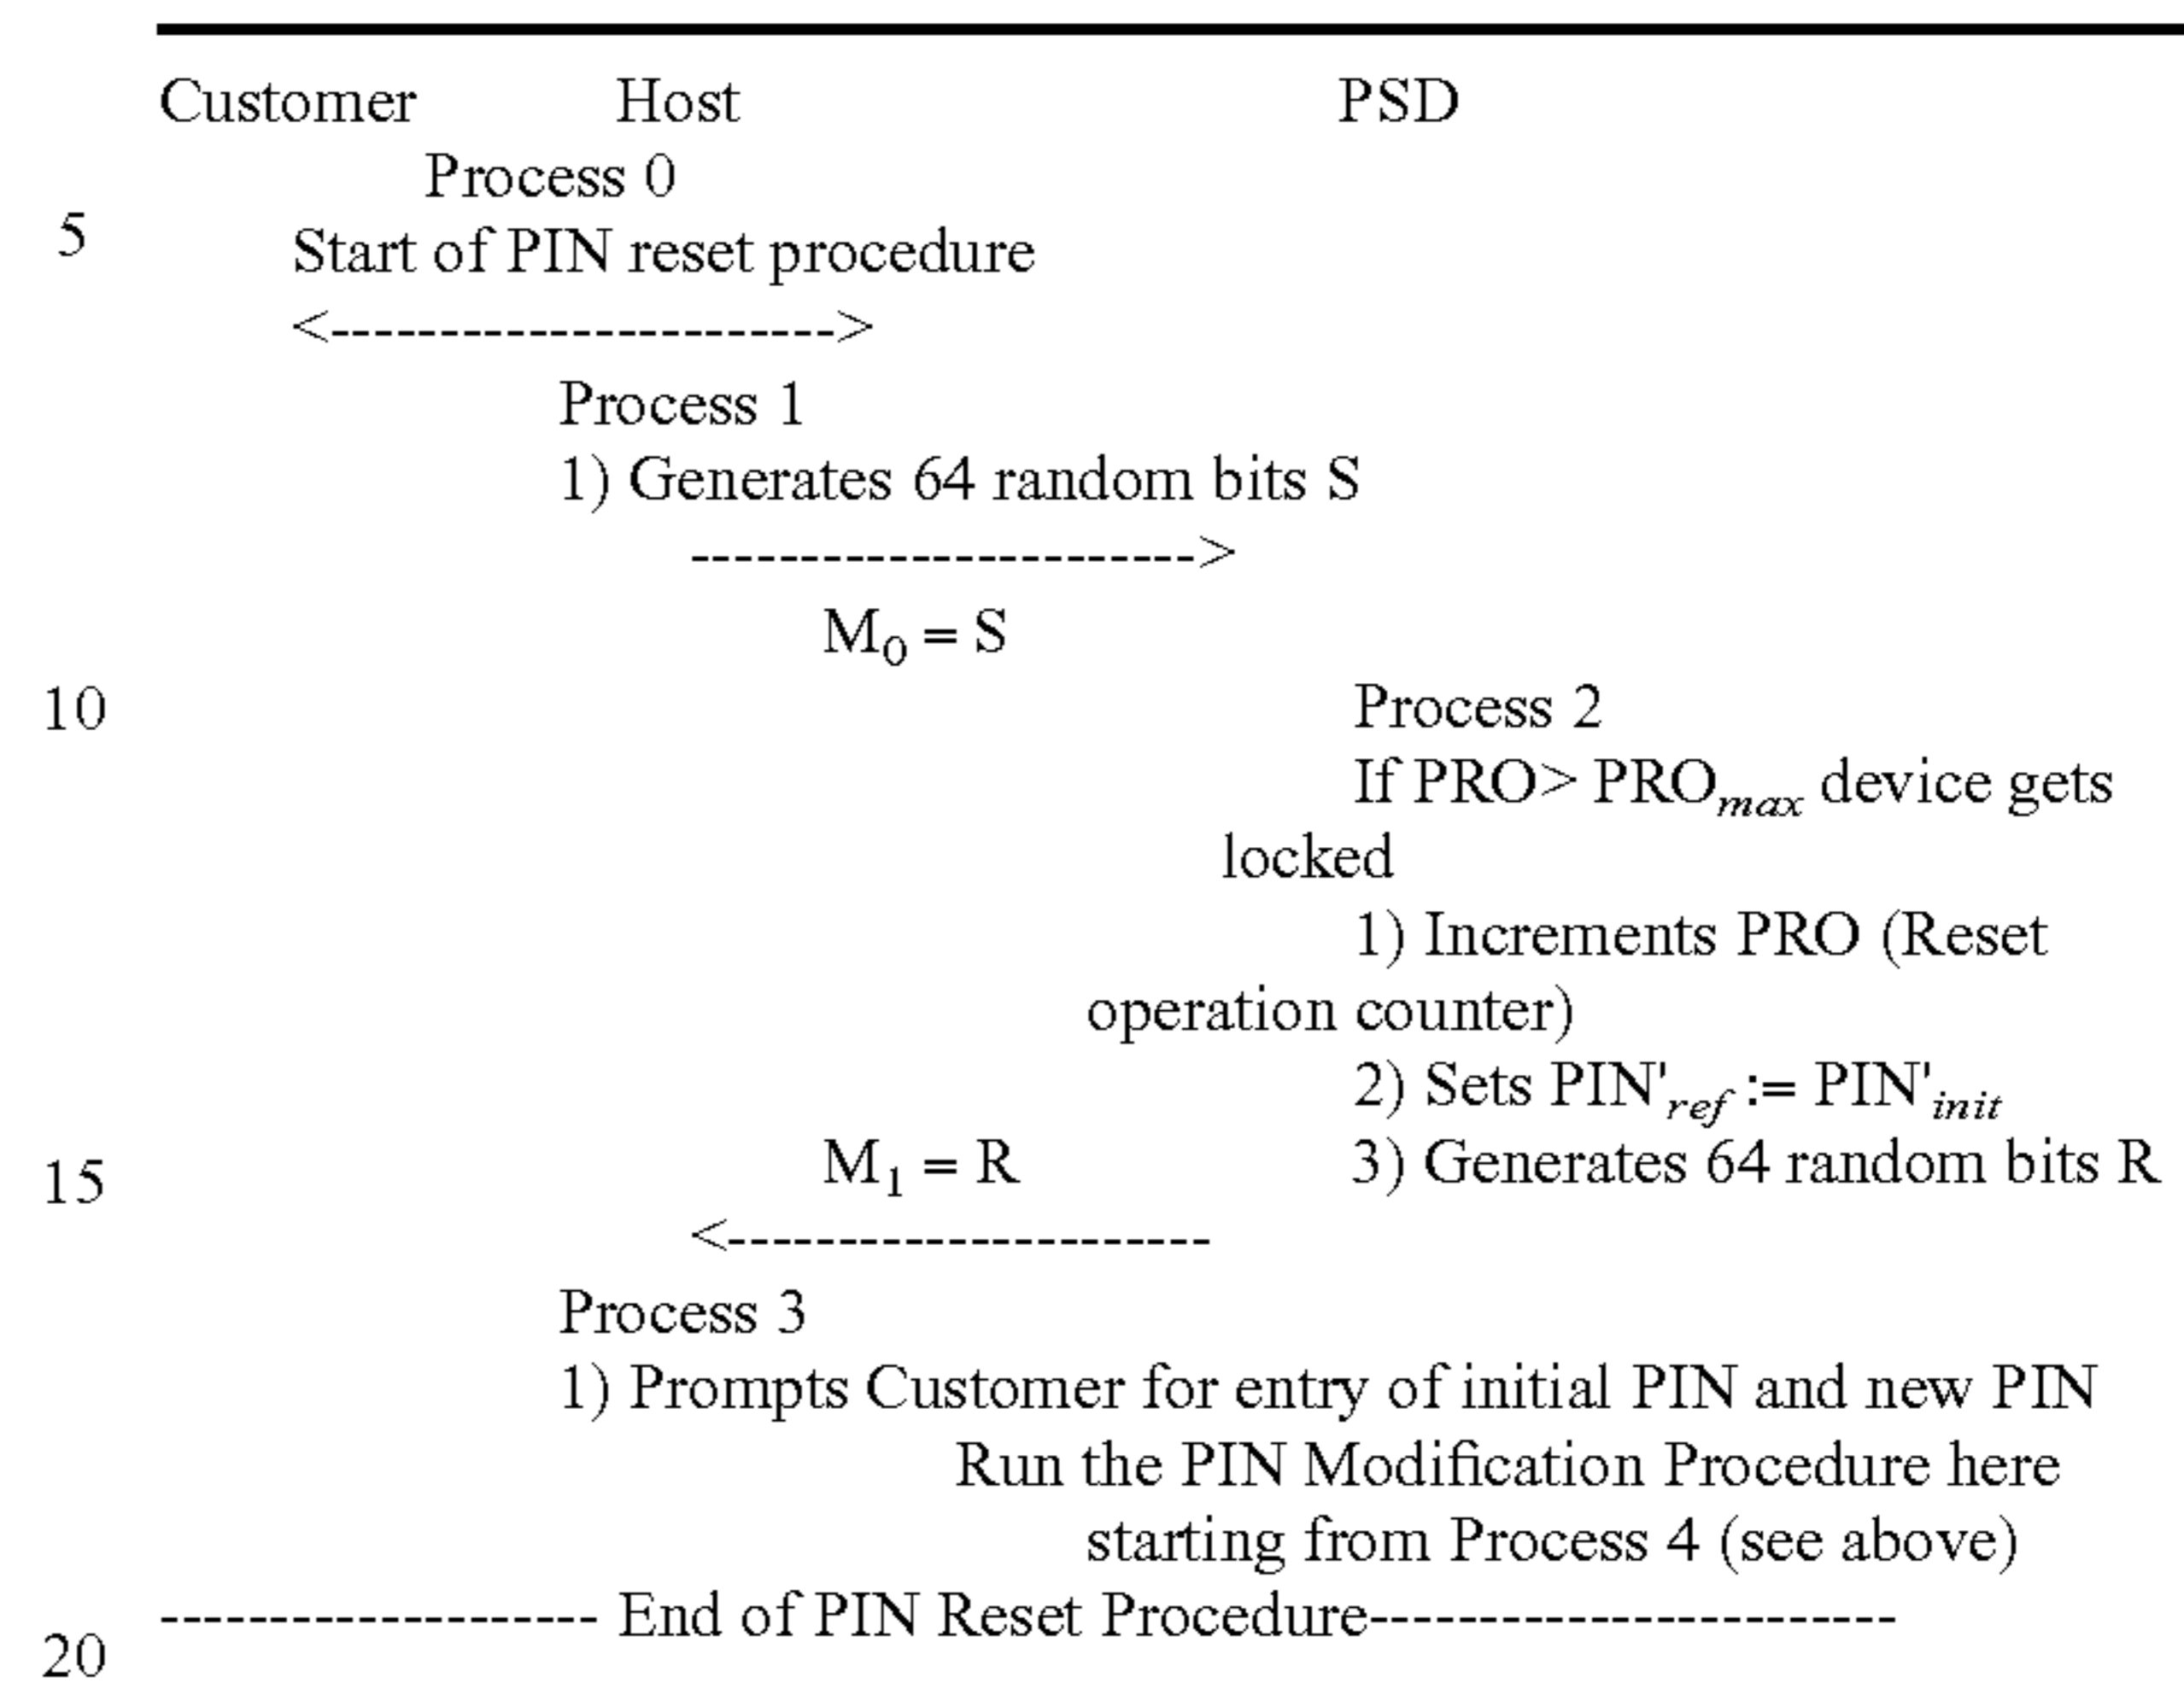 Customer Host PSD
Process 0
5
Start of PIN reset procedure
<----------------------->
Process 1
1) Generates 64 random bits S
----------------------->
M₀ = S
10 Process 2
If PRO> PROₘₐₓ device gets
locked
1) Increments PRO (Reset
operation counter)
2) Sets PIN'ref := PIN'init
15 M₁ = R 3) Generates 64 random bits R
<----------------------
Process 3
1) Prompts Customer for entry of initial PIN and new PIN
Run the PIN Modification Procedure here
starting from Process 4 (see above)
-------------------- End of PIN Reset Procedure------------------------
20